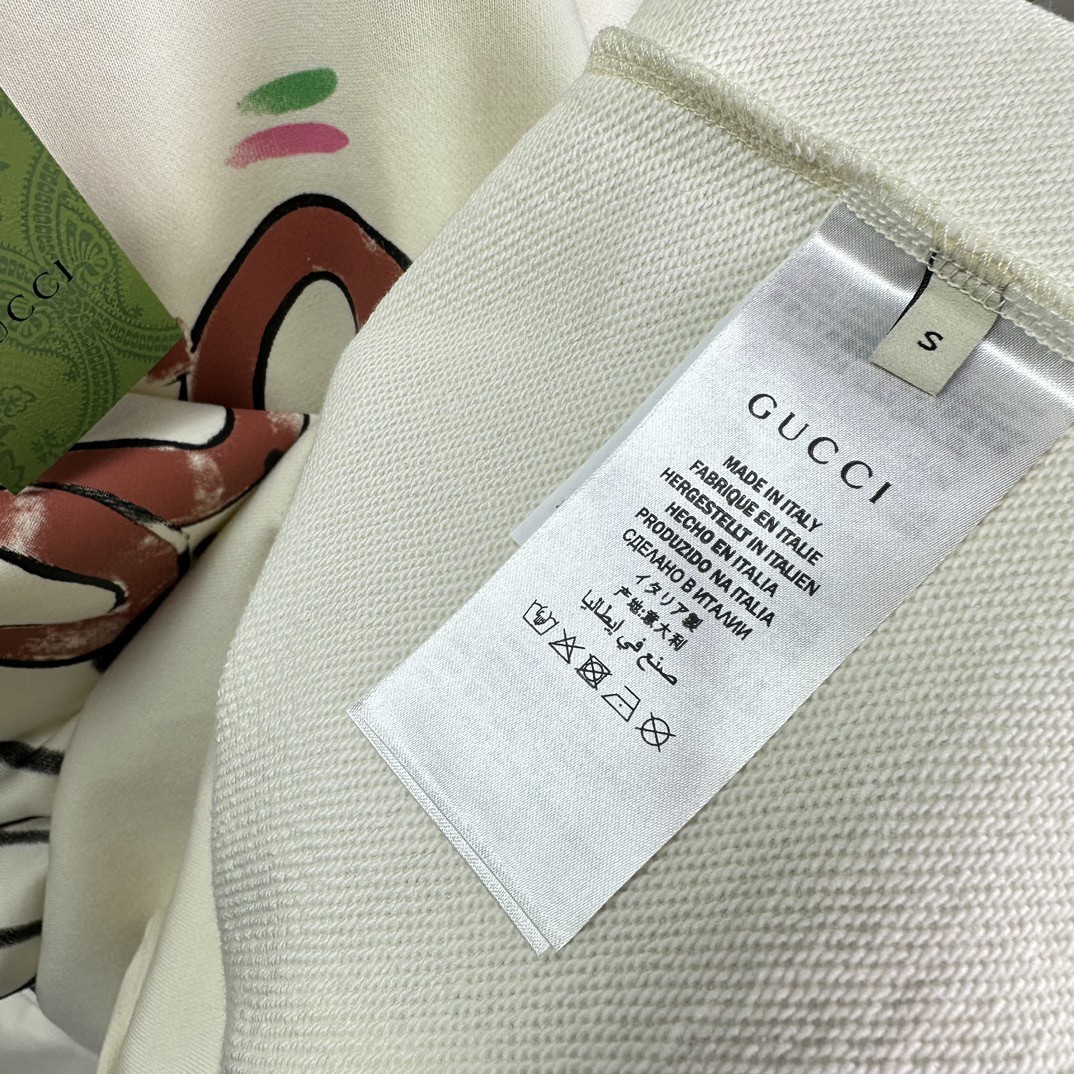 UCCI
S
GUCCI
MADE IN ITALY
FABRIQUE EN ITALIE
HERGESTELLT IN ITALIEN
HECHO EN ITALIA
PRODUZIDO NA ITALIA
СДЕЛАНО В ИТАЛИИ
イタリア製
产地:意大利
صنع في إيطاليا